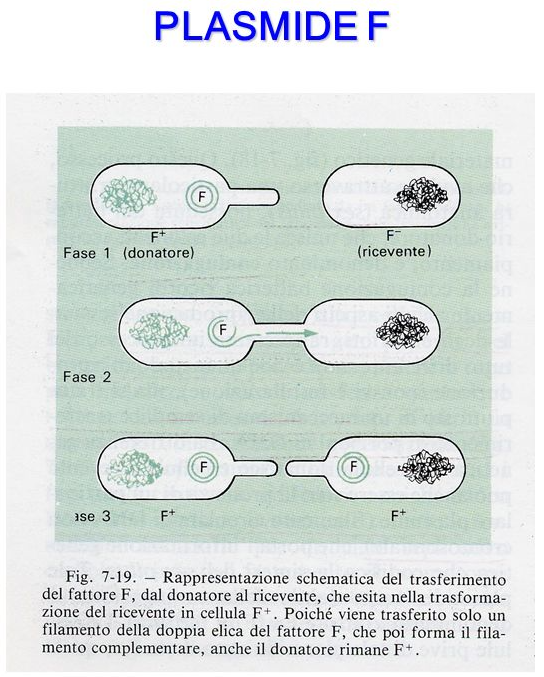 PLASMIDE F
F
F⁺
F⁻
Fase 1 (donatore)
(ricevente)
F
Fase 2
F
F
ase 3
F⁺
F⁺
Fig. 7-19. — Rappresentazione schematica del trasferimento
del fattore F, dal donatore al ricevente, che esita nella trasforma-
zione del ricevente in cellula F⁺. Poiché viene trasferito solo un
filamento della doppia elica del fattore F, che poi forma il fila-
mento complementare, anche il donatore rimane F⁺.